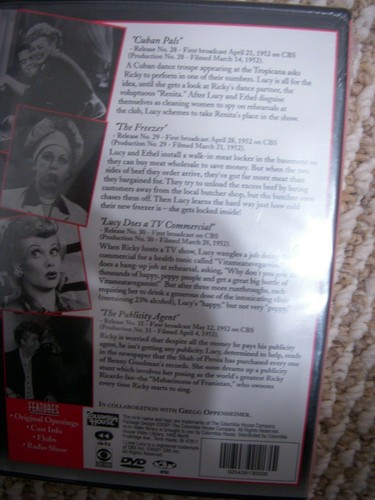 "Cuban Pals"
- Release No. 28 - First broadcast April 21, 1952 on CBS
(Production No. 28 - Filmed March 14, 1952).
A Cuban dance troupe appearing at the Tropicana asks
Ricky to perform in one of their numbers. Lucy is all for the
idea, until she gets a look at Ricky's dance partner, the
voluptuous "Renita." After Lucy and Ethel disguise
themselves as cleaning women to spy on rehearsals at
the club, Lucy schemes to take Renita's place in the show.
"The Freezer"
- Release No. 29 - First broadcast April 28, 1952 on CBS
(Production No. 29 - Filmed March 21, 1952).
Lucy and Ethel install a walk-in meat locker in the basement so
they can buy meat wholesale to save money. But when the two
sides of beef they order arrive, they've got far more meat than
they bargained for. They try to unload the excess beef by luring
customers away from the local butcher shop, but the butcher
chases them off. Then Lucy learns the hard way just how cold
their new freezer is - she gets locked inside!
"Lucy Does a TV Commercial"
- Release No. 30 - First broadcast May 5, 1952 on CBS
(Production No. 30 - Filmed March 28, 1952).
When Ricky hosts a TV show, Lucy wangles a job doing
commercial for a health tonic called "Vitameatavegamin."
does a bang-up job at rehearsal, asking, "Why don't you
thousands of happy, peppy people and get a great big bottle of
Vitameatavegamin?" But after three more runthroughs, each
requiring her to drink a generous dose of the intoxicating
(containing 23% alcohol), Lucy's "happy," but not very "peppy"
"The Publicity Agent"
- Release No. 31 - First broadcast May 12, 1952 on CBS
(Production No. 31 - Filmed April 4, 1952).
Ricky is worried that despite all the money he pays his publicity
agent, he isn't getting any publicity. Lucy, determined to help, reads
in the newspaper that the Shah of Persia has purchased every one
of Benny Goodman's records. She soon dreams up a publicity
stunt which involves her posing as the world's greatest Ricky
Ricardo fan-the "Maharincess of Franistan," who swoons
every time Ricky starts to sing.
FEATURES
• Original Openings
• Cast Info
• Flubs
• Radio Show
In collaboration with Gregg Oppenheimer.
COLUMBIA HOUSE
CBS
DVD